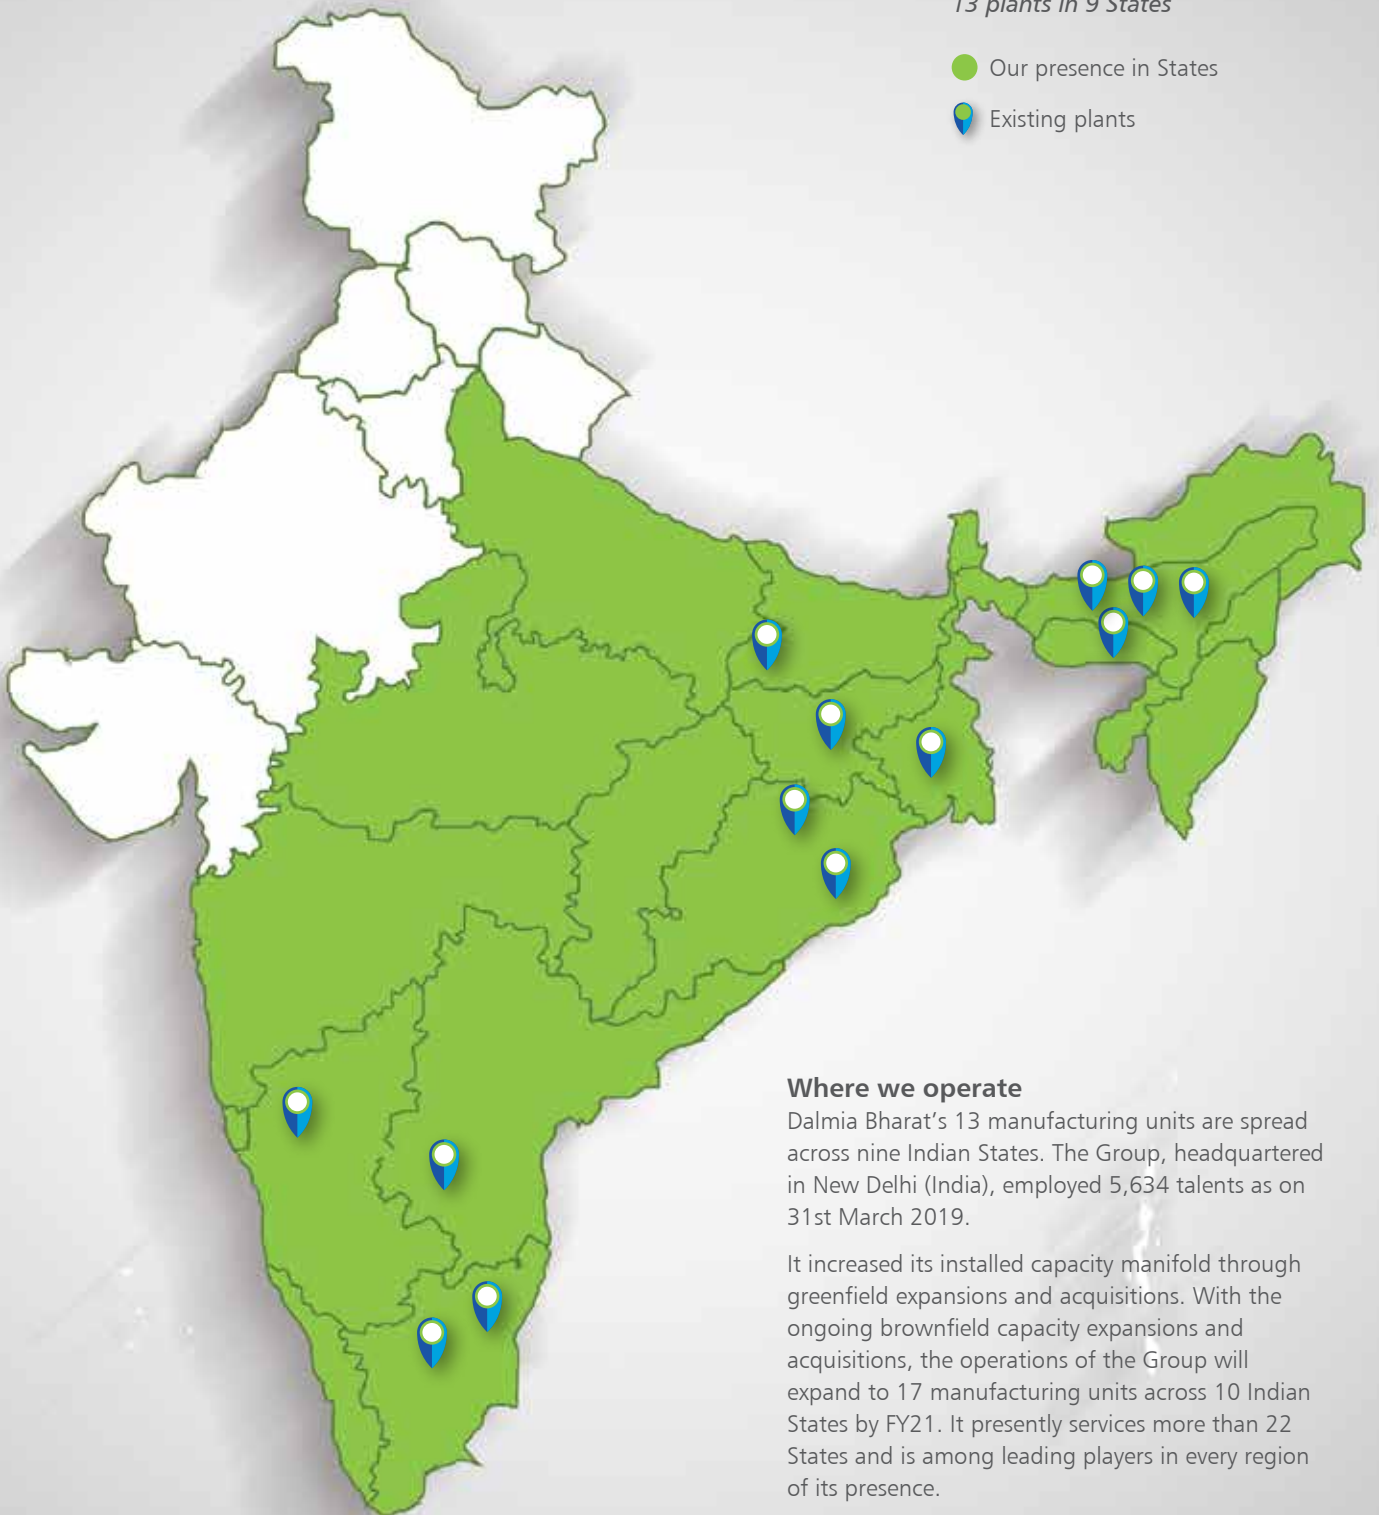 13 plants in 9 States
Our presence in States
Existing plants
Where we operate
Dalmia Bharat's 13 manufacturing units are spread
across nine Indian States. The Group, headquartered
in New Delhi (India), employed 5,634 talents as on
31st March 2019.
It increased its installed capacity manifold through
greenfield expansions and acquisitions. With the
ongoing brownfield capacity expansions and
acquisitions, the operations of the Group will
expand to 17 manufacturing units across 10 Indian
States by FY21. It presently services more than 22
States and is among leading players in every region
of its presence.